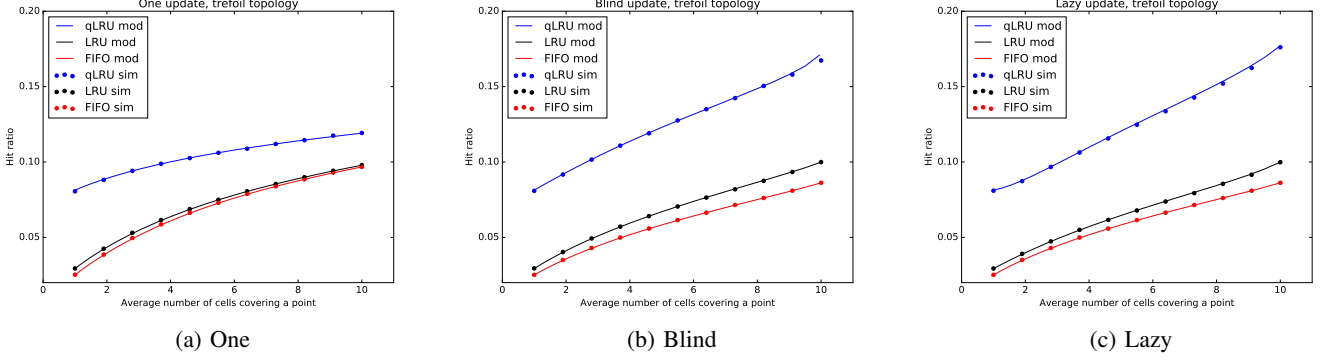 One update, trefoil topology
0.20
0.15
0.10
0.05
qLRU mod
LRU mod
FIFO mod
qLRU sim
LRU sim
FIFO sim
Hit ratio
0 2 4 6 8 10
Average number of cells covering a point
(a) One
Blind update, trefoil topology
0.20
0.15
0.10
0.05
qLRU mod
LRU mod
FIFO mod
qLRU sim
LRU sim
FIFO sim
Hit ratio
0 2 4 6 8 10
Average number of cells covering a point
(b) Blind
Lazy update, trefoil topology
0.20
0.15
0.10
0.05
qLRU mod
LRU mod
FIFO mod
qLRU sim
LRU sim
FIFO sim
Hit ratio
0 2 4 6 8 10
Average number of cells covering a point
(c) Lazy